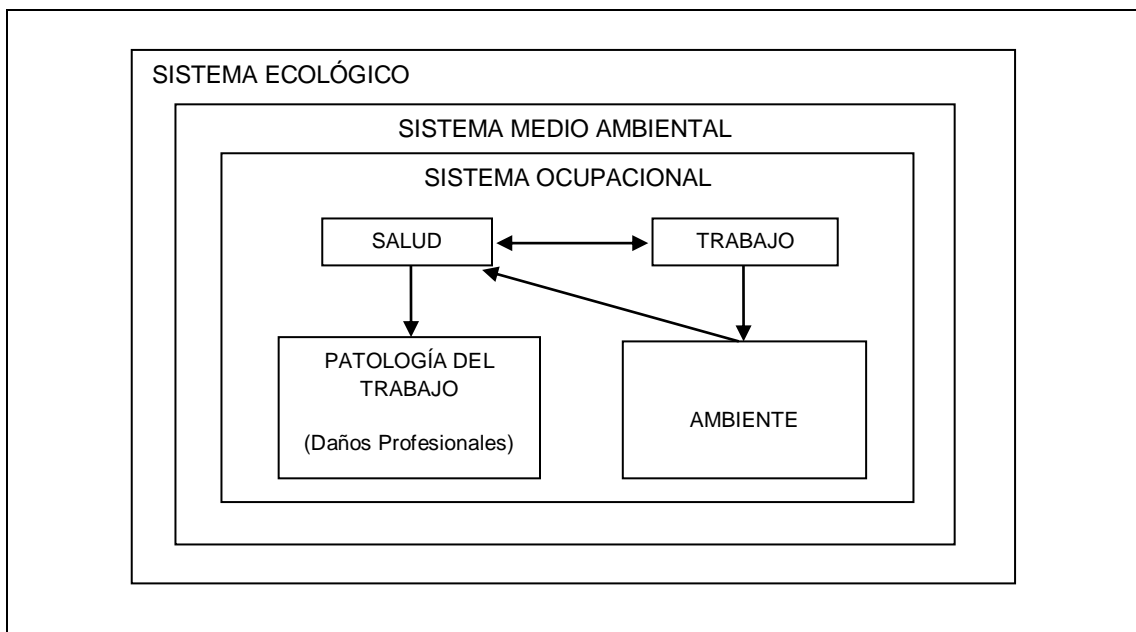 SISTEMA ECOLÓGICO
SISTEMA MEDIO AMBIENTAL
SISTEMA OCUPACIONAL
SALUD
TRABAJO
PATOLOGÍA DEL
TRABAJO
(Daños Profesionales)
AMBIENTE